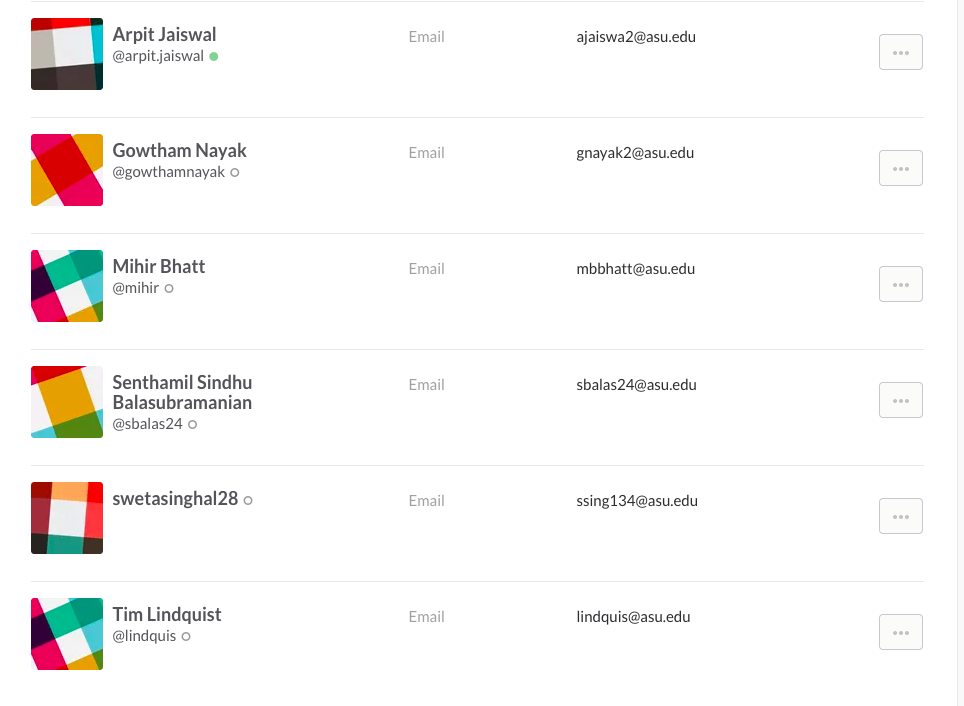 Arpit Jaiswal
@arpit.jaiswal
Email
ajaiswa2@asu.edu
Gowtham Nayak
@gowthamnayak
Email
gnayak2@asu.edu
Mihir Bhatt
@mihir
Email
mbbhatt@asu.edu
Senthamil Sindhu
Balasubramanian
@sbalas24
Email
sbalas24@asu.edu
swetasinghal28
Email
ssing134@asu.edu
Tim Lindquist
@lindquis
Email
lindquis@asu.edu